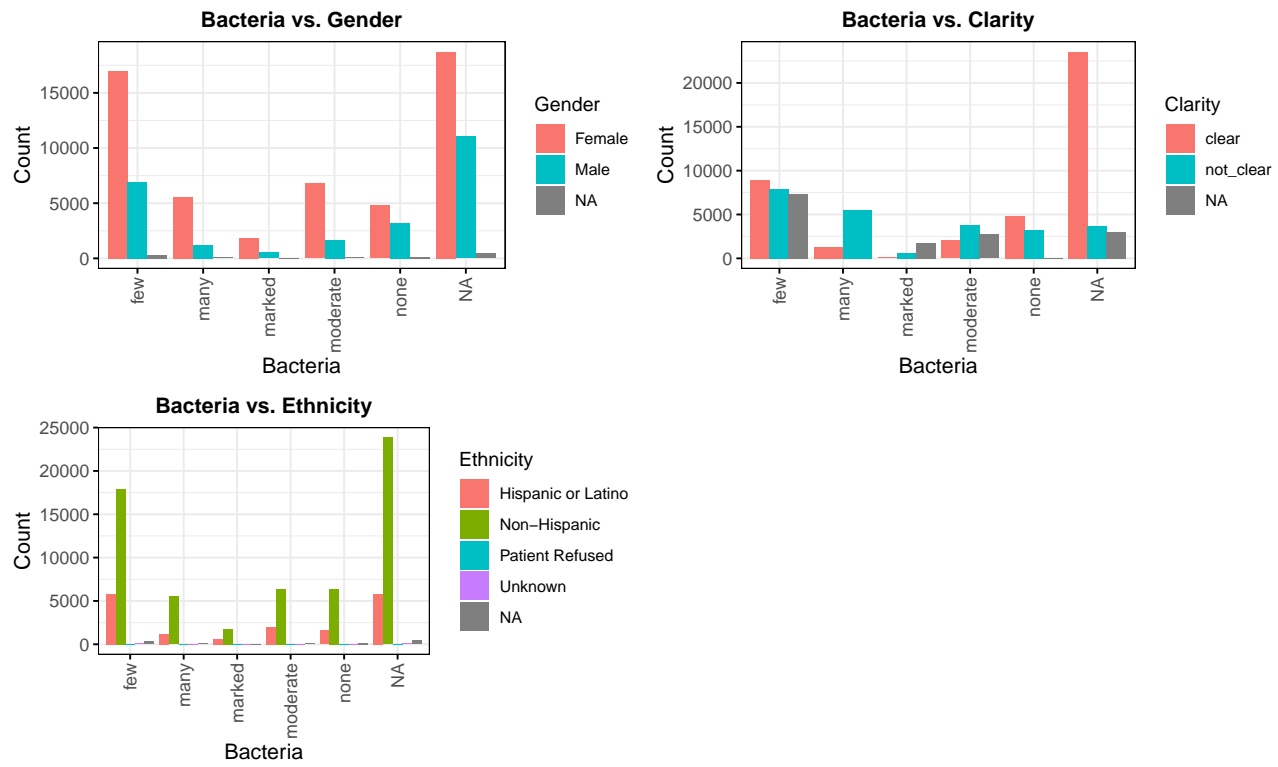 Bacteria vs. Gender
15000
10000
5000
0
Count
few
many
marked
moderate
none
NA
Bacteria
Gender
Female
Male
NA
Bacteria vs. Clarity
20000
15000
10000
5000
0
Count
few
many
marked
moderate
none
NA
Bacteria
Clarity
clear
not_clear
NA
Bacteria vs. Ethnicity
25000
20000
15000
10000
5000
0
Count
few
many
marked
moderate
none
NA
Bacteria
Ethnicity
Hispanic or Latino
Non−Hispanic
Patient Refused
Unknown
NA